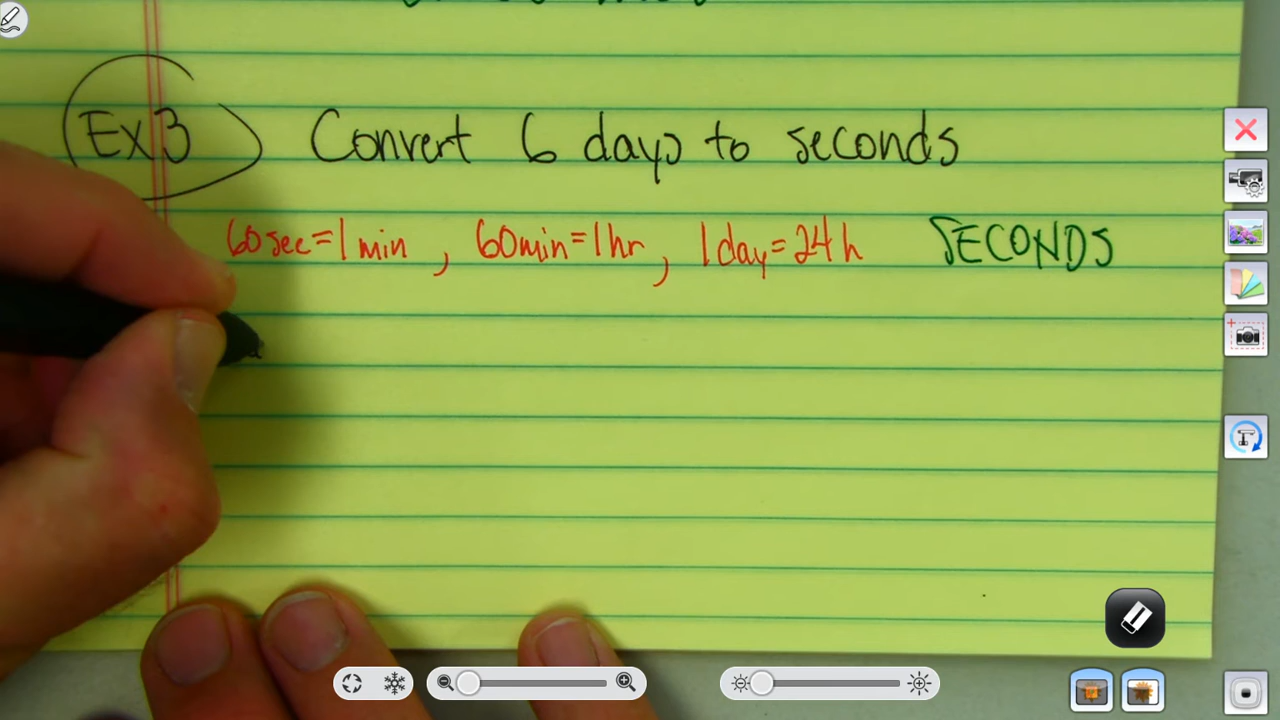 Ex 3 Convert 6 days to seconds
60 sec = 1 min , 60 min = 1 hr , 1 day = 24 h SECONDS